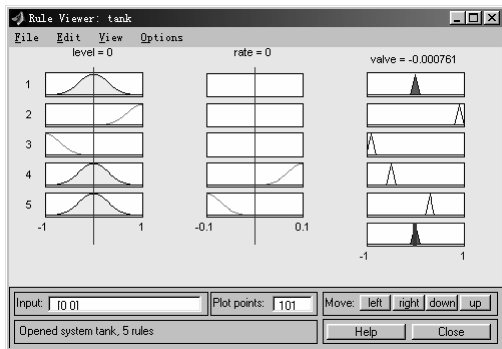 Rule Viewer: tank
File Edit View Options
level = 0 rate = 0 valve = -0.000761
1
2
3
4
5
-1 1 -0.1 0.1
-1 1
Input: [0 0] Plot points: 101 Move: left right down up
Opened system tank, 5 rules Help Close